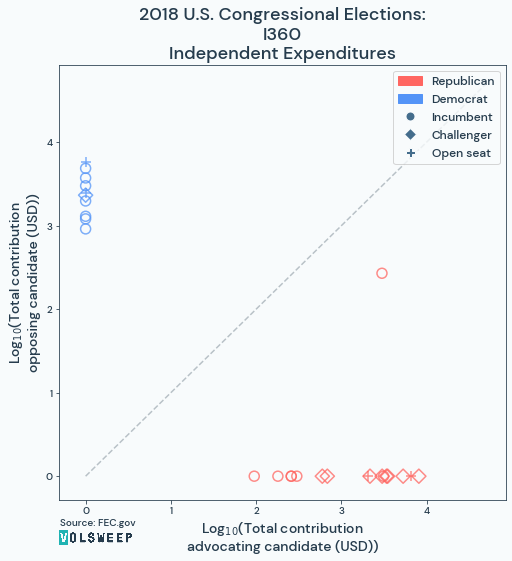 2018 U.S. Congressional Elections:
I360
Independent Expenditures
Republican
Democrat
Incumbent
Challenger
Open seat
4
3
2
1
0
Log10(Total contribution
opposing candidate (USD))
0 1 2 3 4
Log10(Total contribution
advocating candidate (USD))
Source: FEC.gov
VOLSWEEP